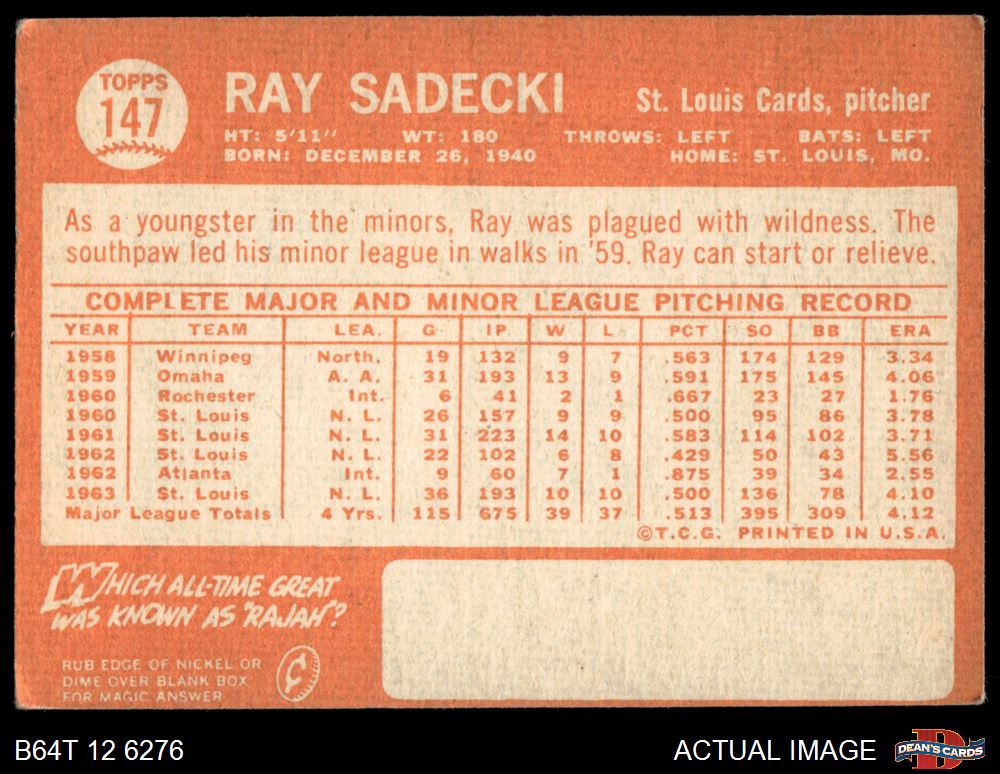 TOPPS
147
RAY SADECKI
St. Louis Cards, pitcher
HT: 5'11" WT: 180 THROWS: LEFT BATS: LEFT
BORN: DECEMBER 26, 1940 HOME: ST. LOUIS, MO.
As a youngster in the minors, Ray was plagued with wildness. The
southpaw led his minor league in walks in '59. Ray can start or relieve.
COMPLETE MAJOR AND MINOR LEAGUE PITCHING RECORD
YEAR TEAM LEA. G IP W L PCT SO BB ERA
1958 Winnipeg North. 19 132 9 7 .563 174 129 3.34
1959 Omaha A. A. 31 193 13 9 .591 175 145 4.06
1960 Rochester Int. 6 41 2 1 .667 23 27 1.76
1960 St. Louis N. L. 26 157 9 9 .500 95 86 3.78
1961 St. Louis N. L. 31 223 14 10 .583 114 102 3.71
1962 St. Louis N. L. 22 102 6 8 .429 50 43 5.56
1962 Atlanta Int. 9 60 7 1 .875 39 34 2.55
1963 St. Louis N. L. 36 193 10 10 .500 136 78 4.10
Major League Totals 4 Yrs. 115 675 39 37 .513 395 309 4.12
©T.C.G. PRINTED IN U.S.A.
WHICH ALL-TIME GREAT
WAS KNOWN AS "RAJAH"?
RUB EDGE OF NICKEL OR
DIME OVER BLANK BOX
FOR MAGIC ANSWER
¢
B64T 12 6276
ACTUAL IMAGE
D
DEAN'S CARDS